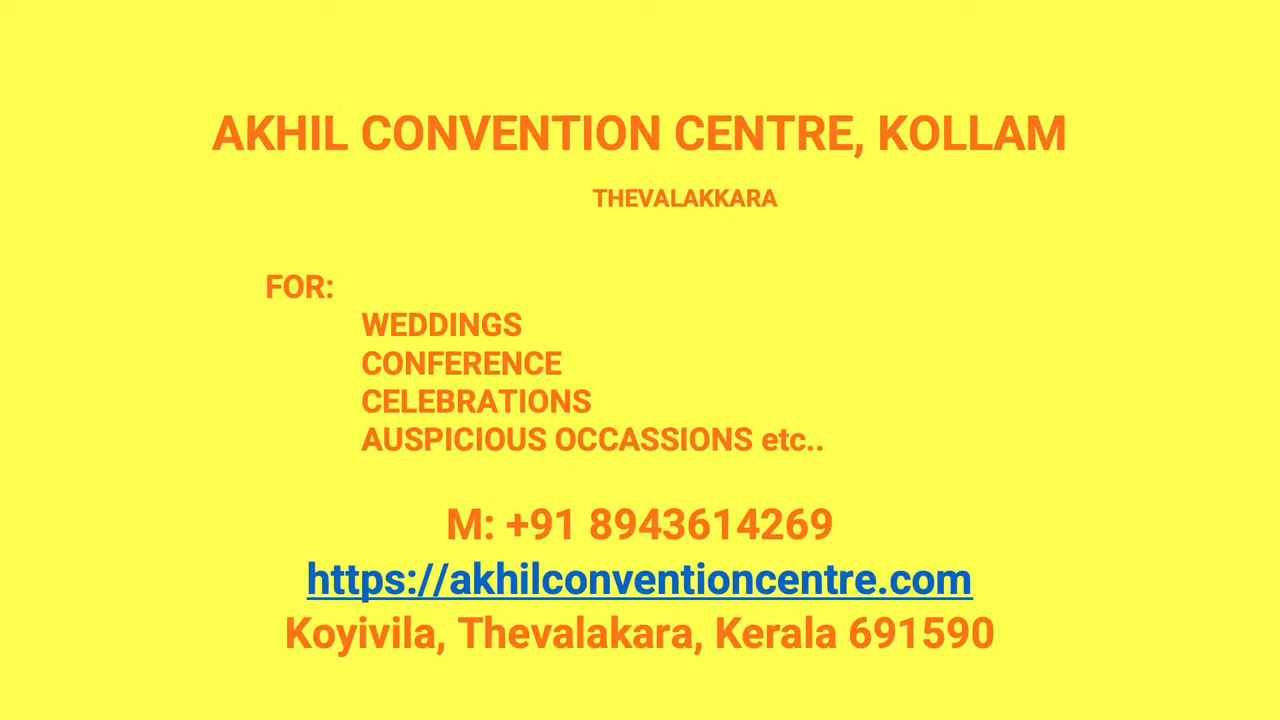 AKHIL CONVENTION CENTRE, KOLLAM
THEVALAKKARA
FOR:
WEDDINGS
CONFERENCE
CELEBRATIONS
AUSPICIOUS OCCASSIONS etc..
M: +91 8943614269
https://akhilconventioncentre.com
Koyivila, Thevalakara, Kerala 691590